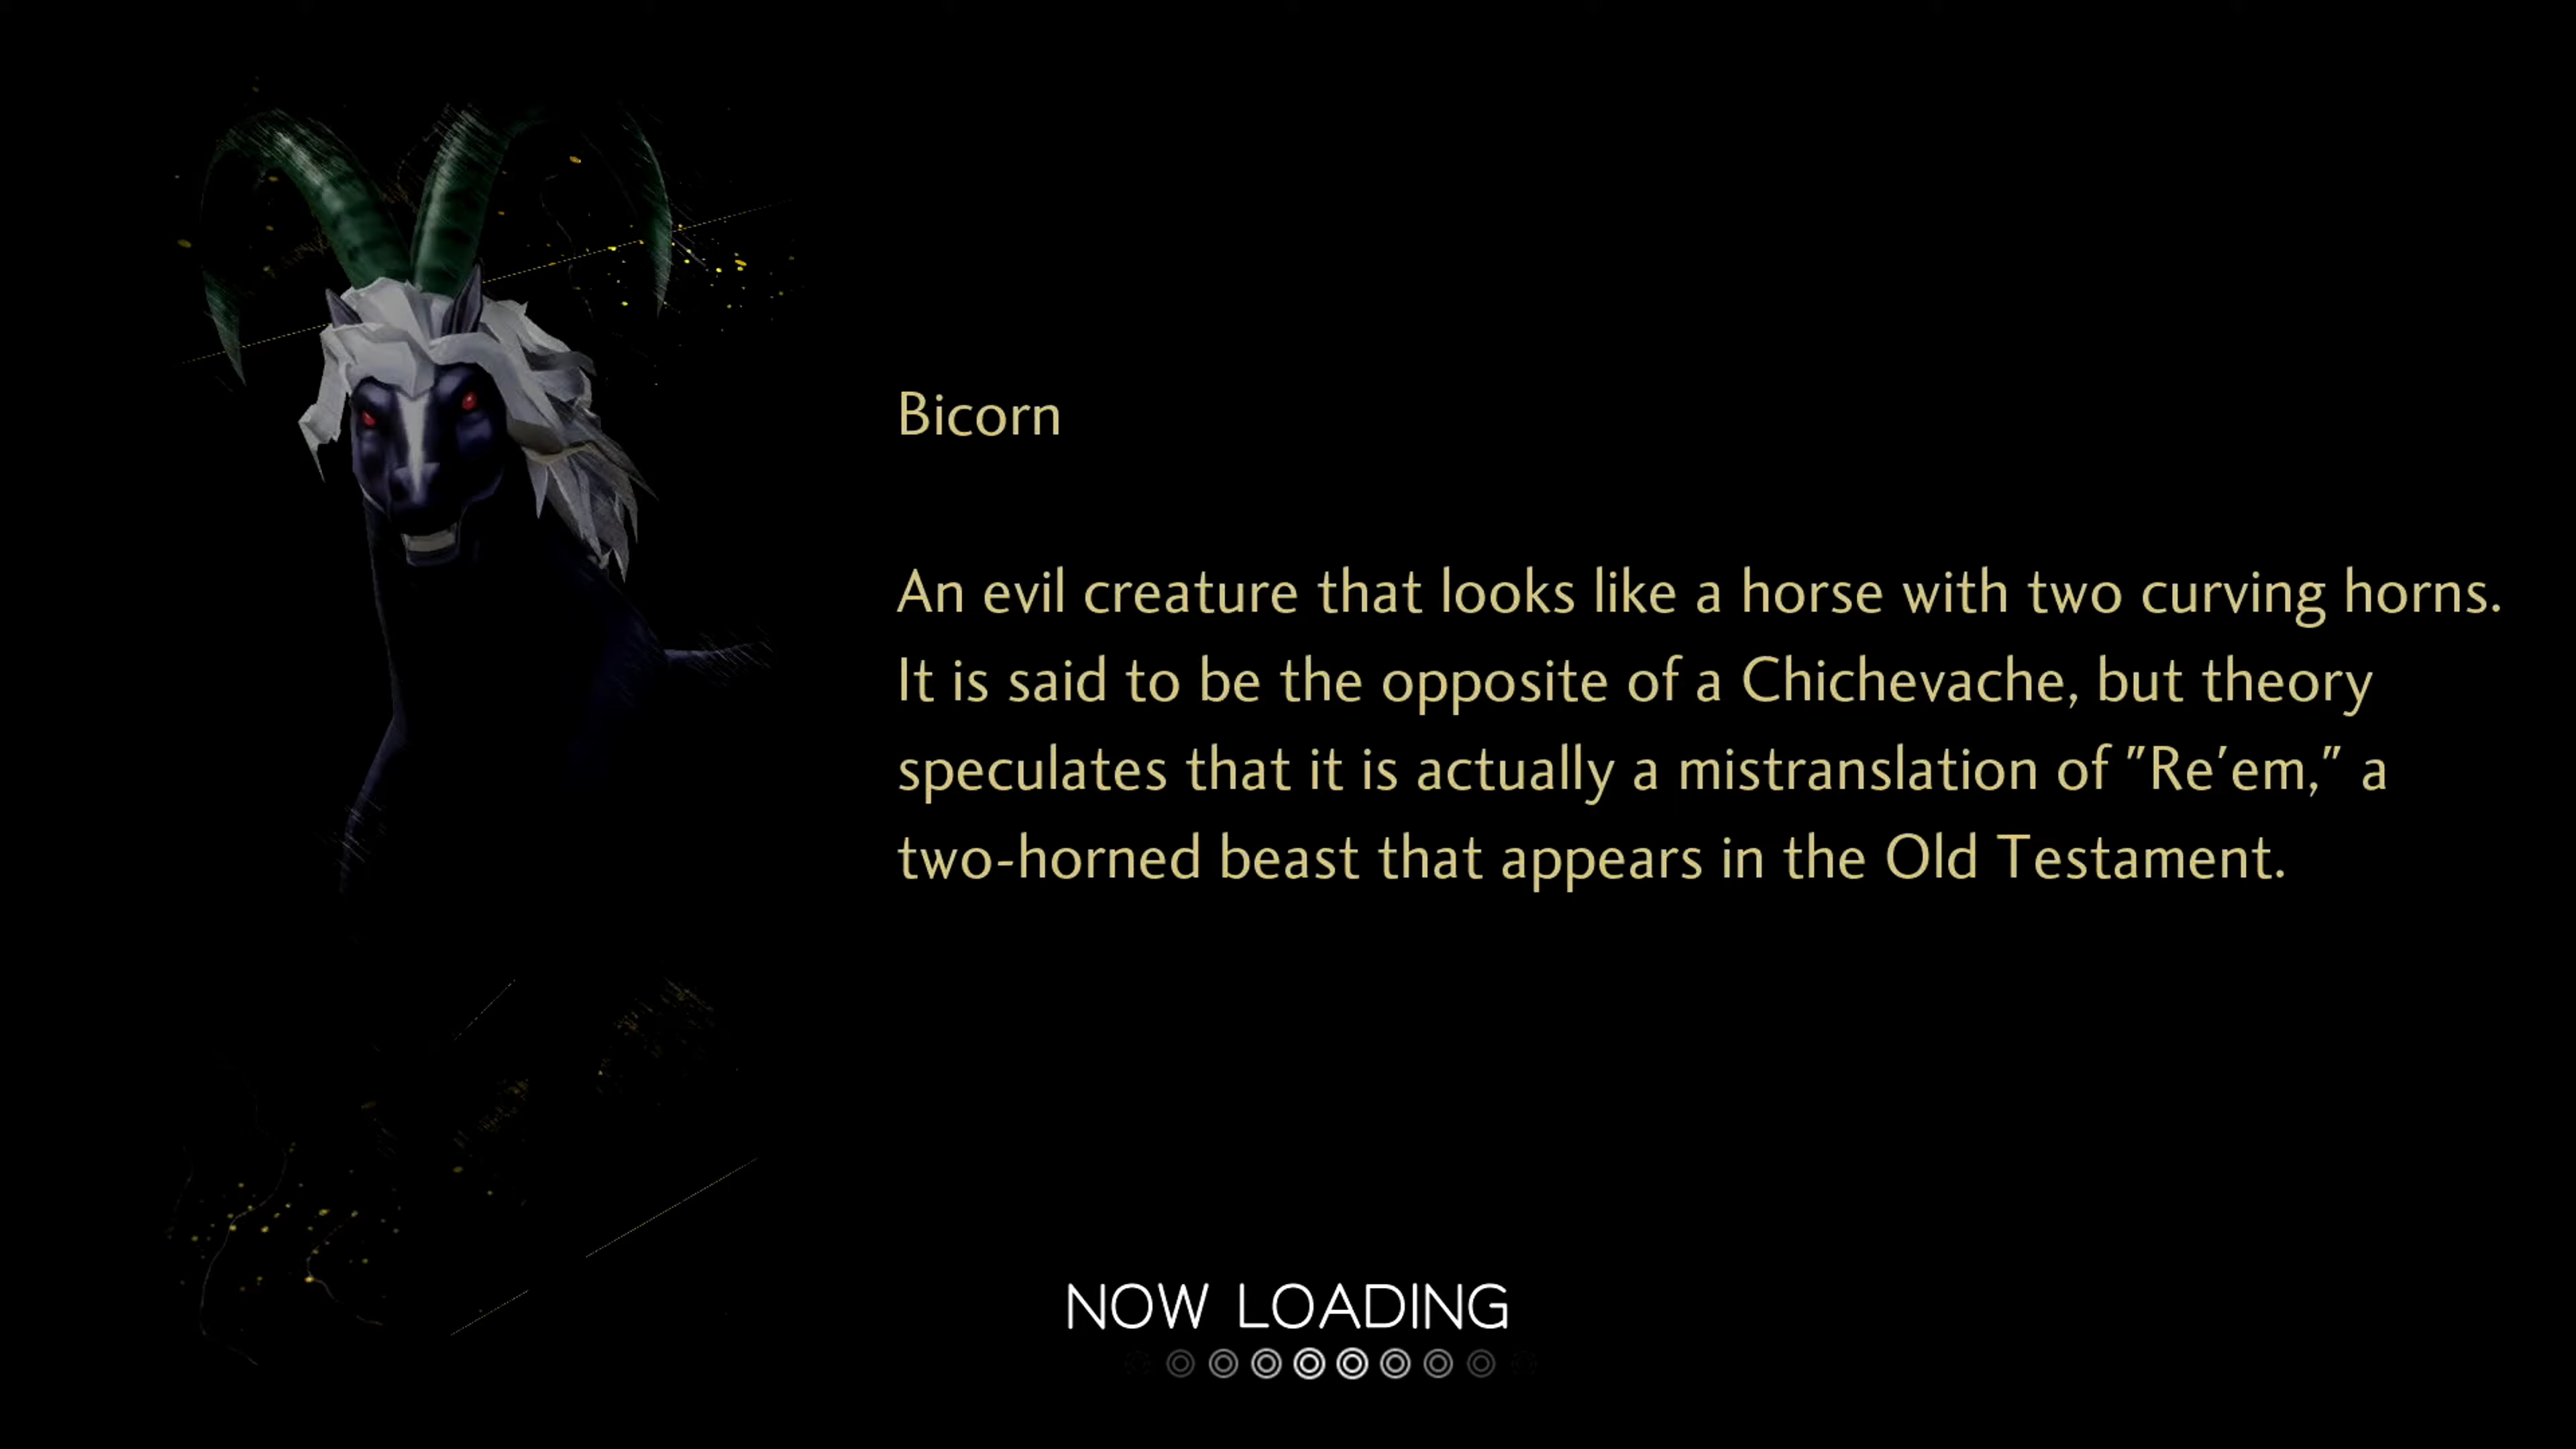 Bicorn
An evil creature that looks like a horse with two curving horns.
It is said to be the opposite of a Chichevache, but theory
speculates that it is actually a mistranslation of "Re'em," a
two-horned beast that appears in the Old Testament.
NOW LOADING